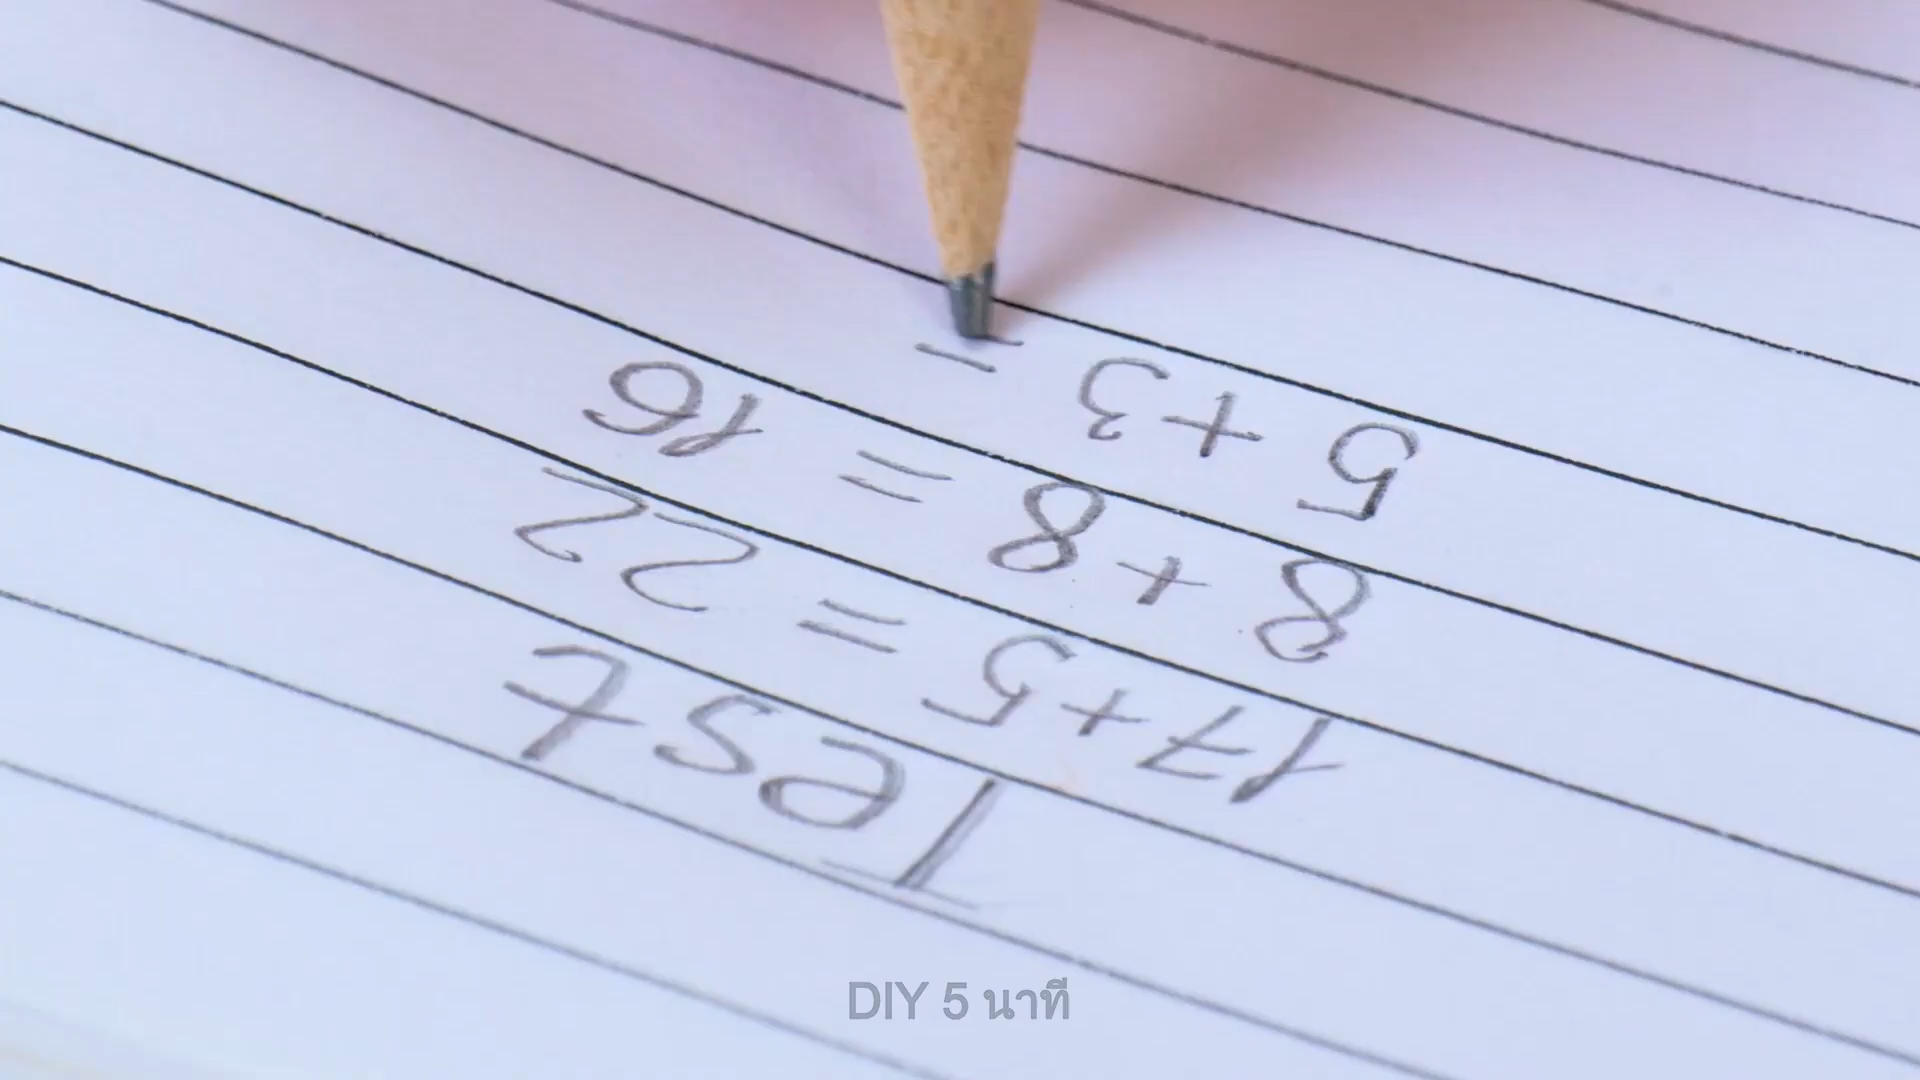 Test
17+5 = 22
8+8 = 16
5+3 =
DIY 5 นาที